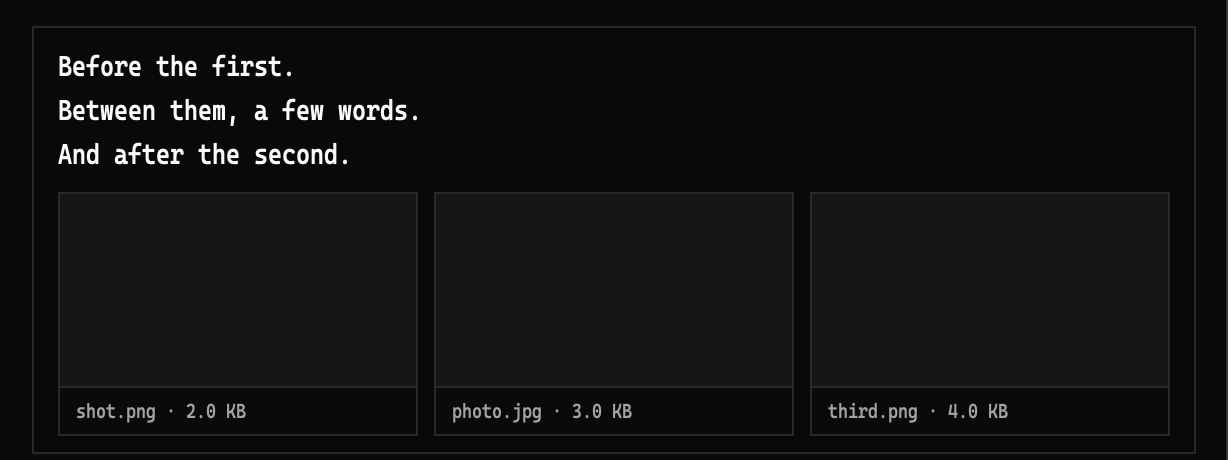 Before the first.
Between them, a few words.
And after the second.
shot.png · 2.0 KB
photo.jpg · 3.0 KB
third.png · 4.0 KB